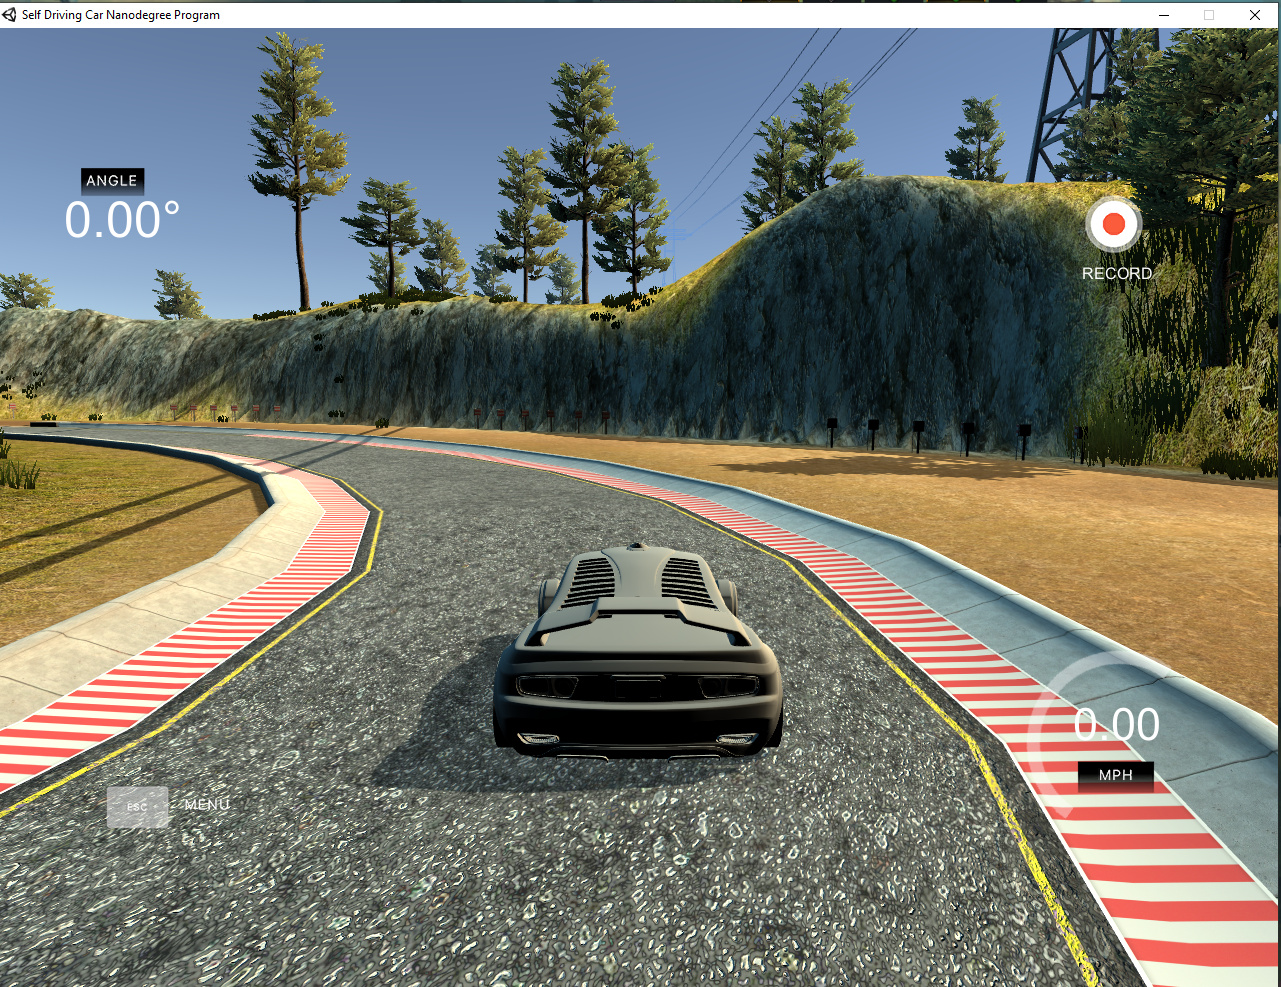 Self Driving Car Nanodegree Program
ANGLE
0.00°
RECORD
0.00
MPH
ESC
MENU